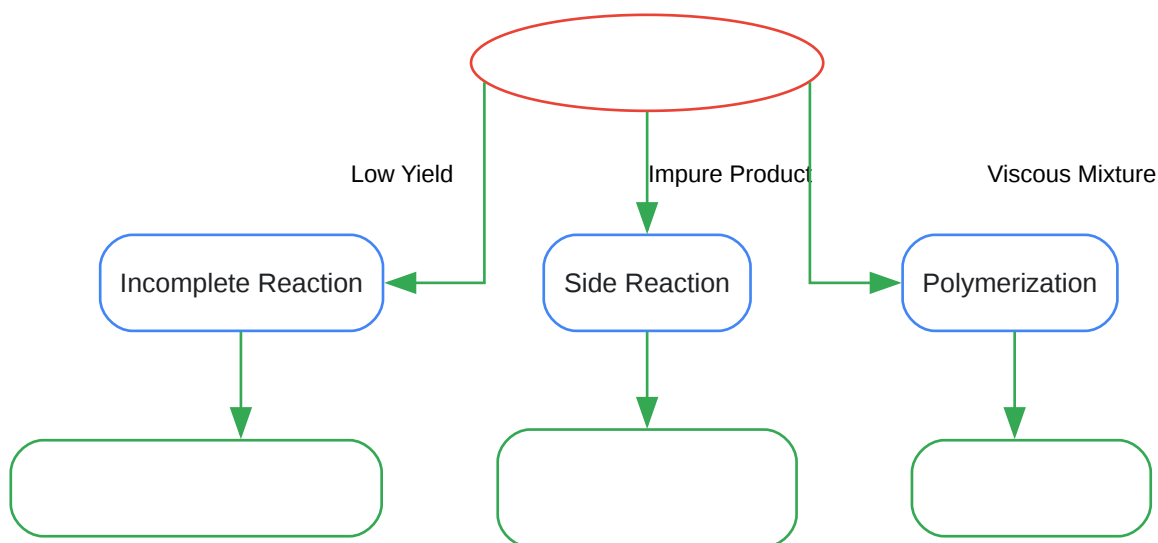 Low Yield
Impure Product
Viscous Mixture
Incomplete Reaction
Side Reaction
Polymerization